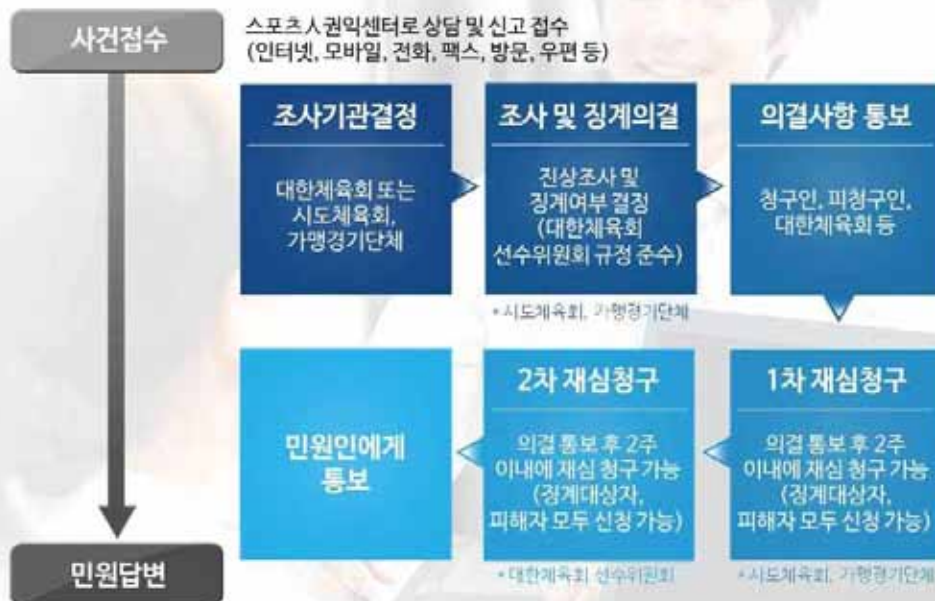 사건접수
스포츠人권익센터로 상담 및 신고 접수
(인터넷, 모바일, 전화, 팩스, 방문, 우편 등)
조사기관결정
대한체육회 또는
시도체육회,
가맹경기단체
조사 및 징계의결
진상조사 및
징계여부 결정
(대한체육회
선수위원회 규정 준수)
* 시도체육회, 가맹경기단체
의결사항 통보
청구인, 피청구인,
대한체육회 등
1차 재심청구
의결 통보 후 2주
이내에 재심 청구 가능
(징계대상자,
피해자 모두 신청 가능)
* 시도체육회, 가맹경기단체
2차 재심청구
의결 통보 후 2주
이내에 재심 청구 가능
(징계대상자,
피해자 모두 신청 가능)
* 대한체육회 선수위원회
민원인에게
통보
민원답변